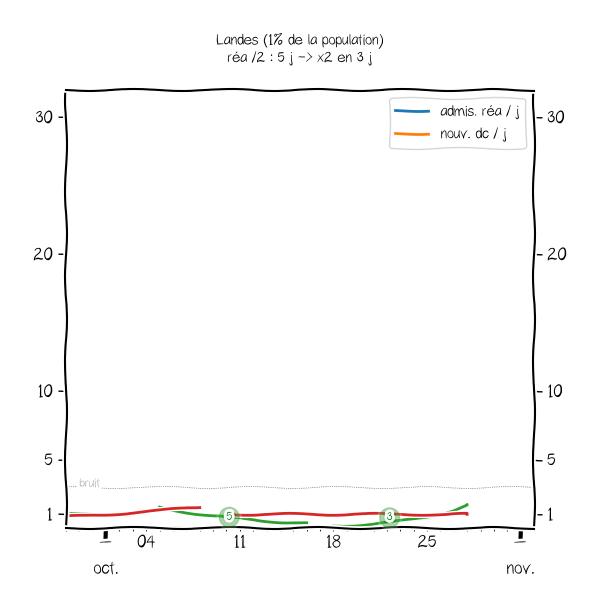 Landes (1% de la population)
réa /2 : 5 j -> x2 en 3 j
admis. réa / j
nouv. dc / j
30
30
20
20
10
10
5
5
bruit
1
5
3
1
04
11
18
25
oct.
nov.